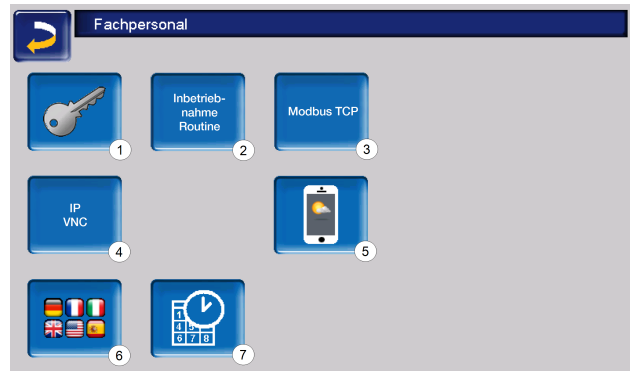 Fachpersonal
Inbetrieb-
nahme
Routine
Modbus TCP
1
2
3
IP
VNC
4
5
1
4 5
6 7 8
6
7